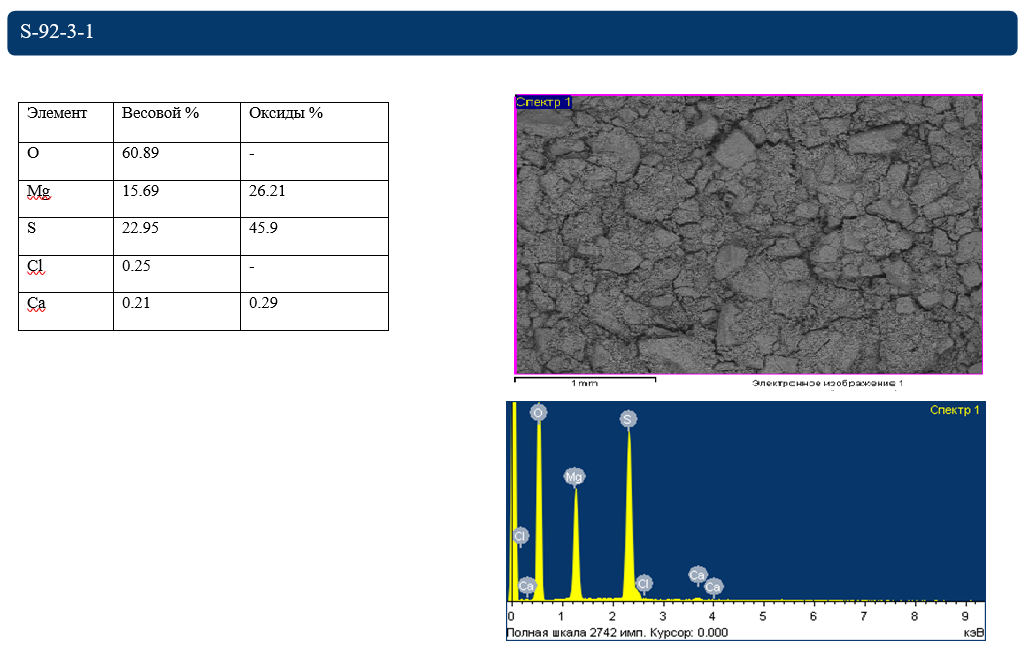 S-92-3-1
Элемент Весовой % Оксиды %
O 60.89 -
Mg 15.69 26.21
S 22.95 45.9
Cl 0.25 -
Ca 0.21 0.29
Спектр 1
1mm Электронное изображение 1
Спектр 1
O
S
Mg
Cl
Ca
Cl
Ca
Ca
0 1 2 3 4 5 6 7 8 9
Полная шкала 2742 имп. Курсор: 0.000 кэВ